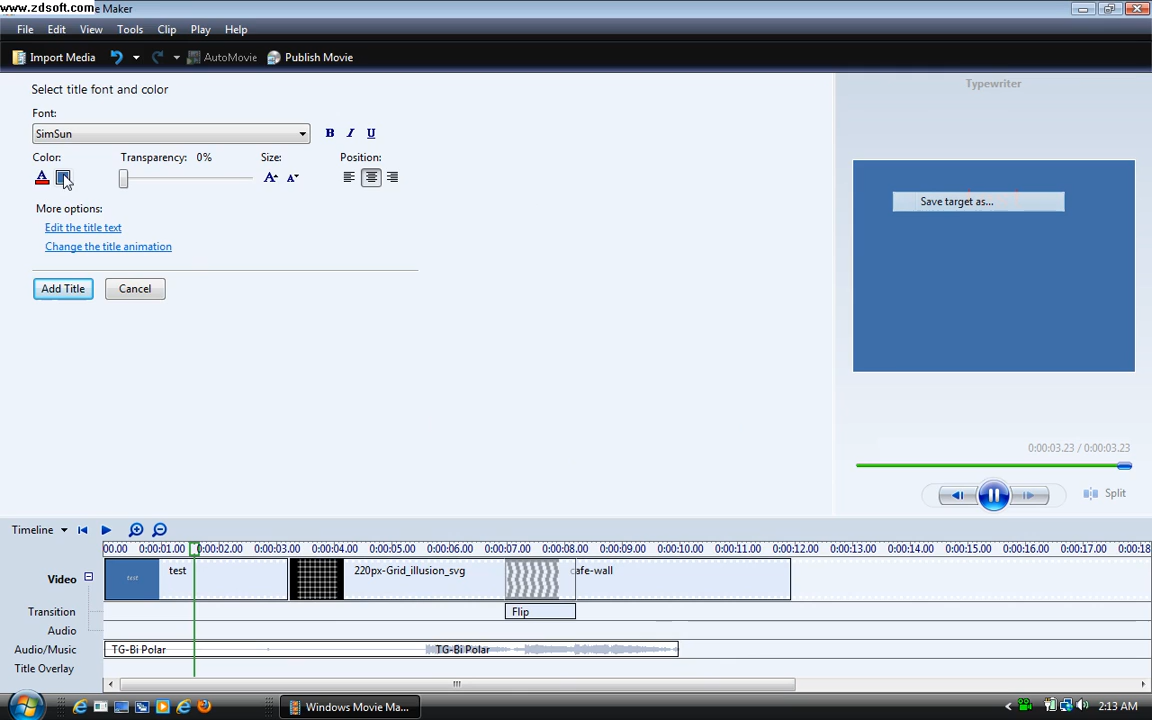 www.zdsoft.com e Maker
File Edit View Tools Clip Play Help
Import Media AutoMovie Publish Movie
Select title font and color
Typewriter
Font:
SimSun B I U
Color: Transparency: 0% Size: Position:
A A A
Save target as...
More options:
Edit the title text
Change the title animation
Add Title Cancel
0:00:03.23 / 0:00:03.23
Split
Timeline
00.00 0:00:01.00 0:00:02.00 0:00:03.00 0:00:04.00 0:00:05.00 0:00:06.00 0:00:07.00 0:00:08.00 0:00:09.00 0:00:10.00 0:00:11.00 0:00:12.00 0:00:13.00 0:00:14.00 0:00:15.00 0:00:16.00 0:00:17.00 0:00:18
Video test test 220px-Grid_illusion_svg cafe-wall
Transition Flip
Audio
Audio/Music TG-Bi Polar TG-Bi Polar
Title Overlay
Windows Movie Ma... 2:13 AM